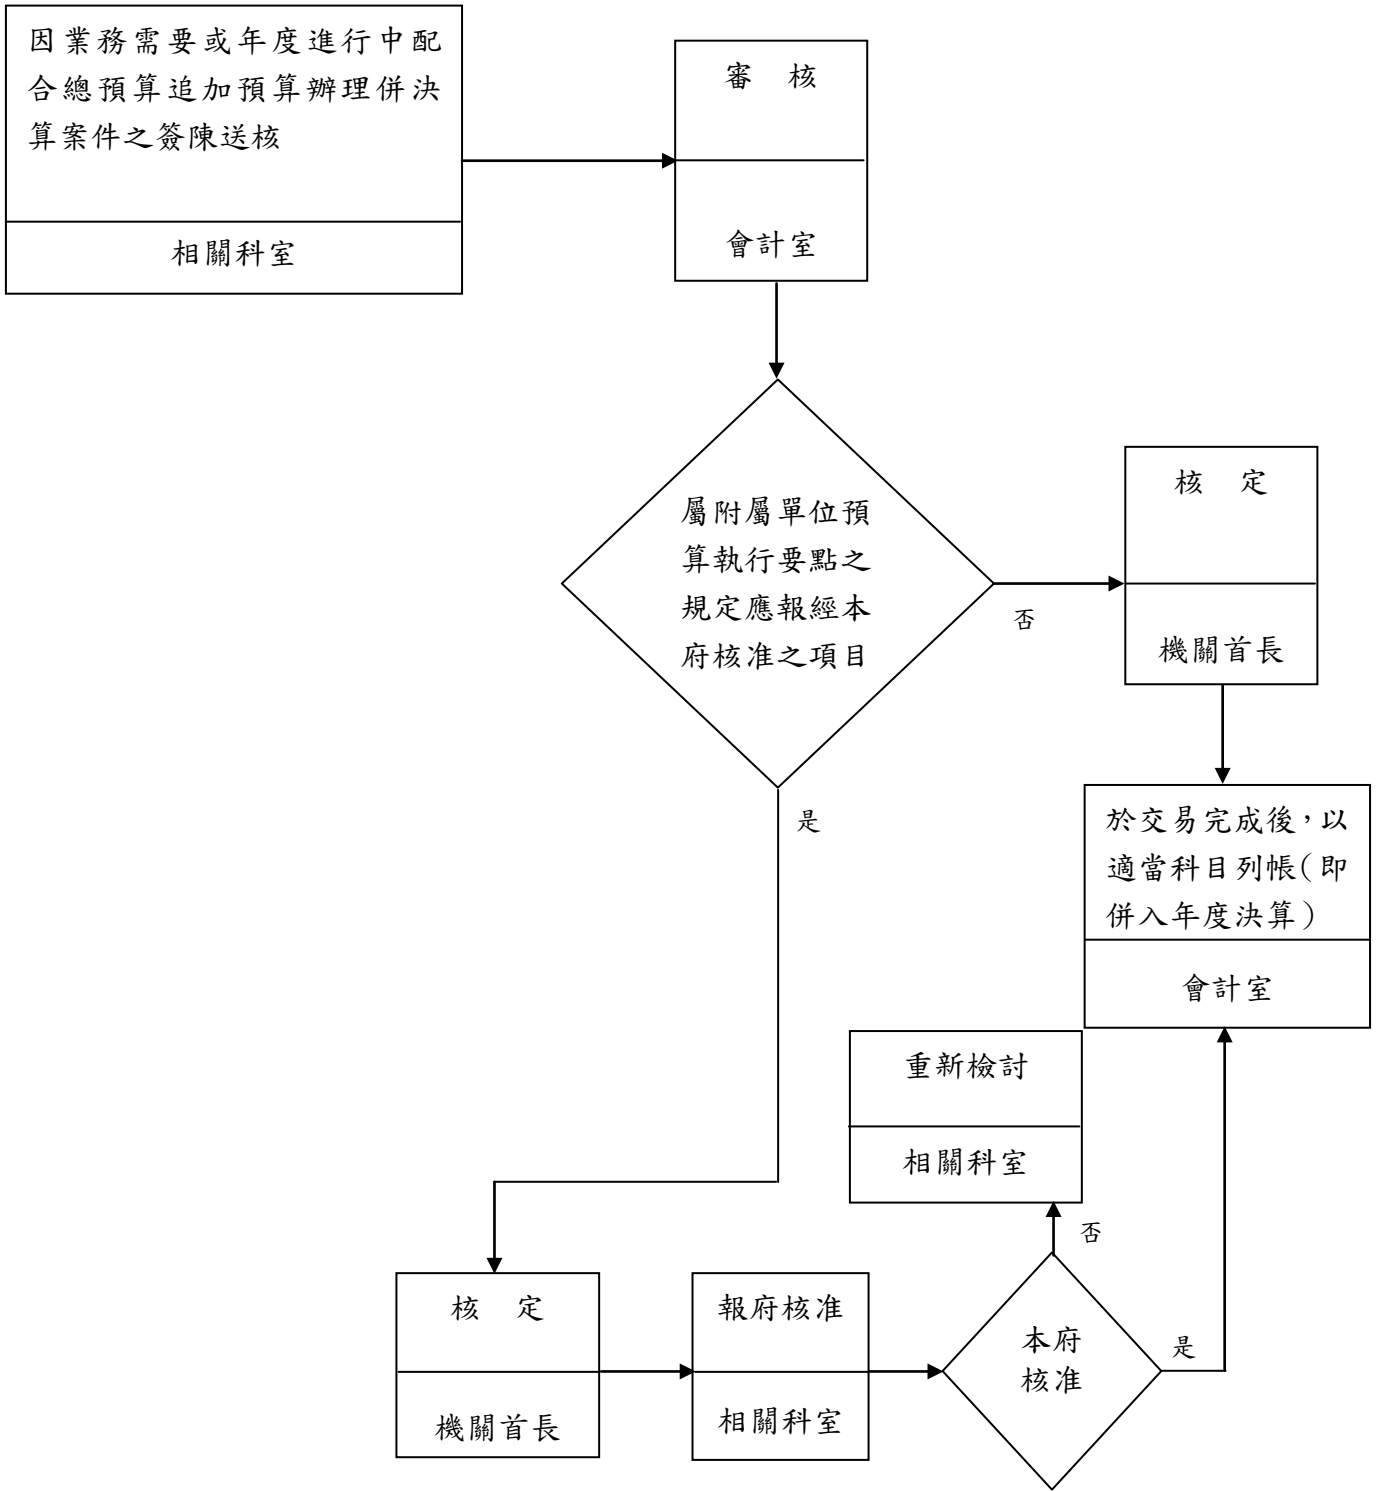 因業務需要或年度進行中配
合總預算追加預算辦理併決
算案件之簽陳送核
相關科室
審　核
會計室
屬附屬單位預
算執行要點之
規定應報經本
府核准之項目
否
核　定
機關首長
是
於交易完成後，以
適當科目列帳(即
併入年度決算)
會計室
重新檢討
相關科室
否
核　定
機關首長
報府核准
相關科室
本府
核准
是